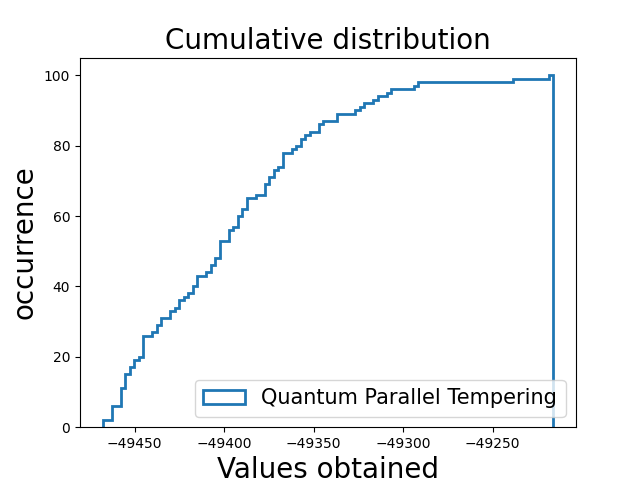 Cumulative distribution
100
80
60
40
20
0
occurrence
Quantum Parallel Tempering
−49450
−49400
−49350
−49300
−49250
Values obtained